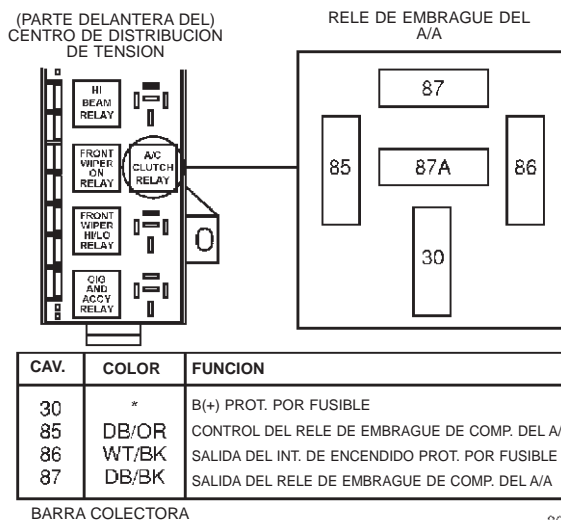 (PARTE DELANTERA DEL)
CENTRO DE DISTRIBUCION
DE TENSION
RELE DE EMBRAGUE DEL
A/A
HI
BEAM
RELAY
FRONT
WIPER
ON
RELAY
A/C
CLUTCH
RELAY
FRONT
WIPER
HI/LO
RELAY
CIG
AND
ACCY
RELAY
87
85
87A
86
30
CAV. COLOR FUNCION
30 * B(+) PROT. POR FUSIBLE
85 DB/OR CONTROL DEL RELE DE EMBRAGUE DE COMP. DEL A/
86 WT/BK SALIDA DEL INT. DE ENCENDIDO PROT. POR FUSIBLE
87 DB/BK SALIDA DEL RELE DE EMBRAGUE DE COMP. DEL A/A
BARRA COLECTORA